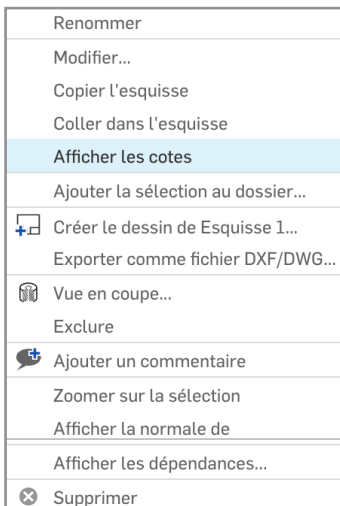 Renommer
Modifier...
Copier l'esquisse
Coller dans l'esquisse
Afficher les cotes
Ajouter la sélection au dossier...
Créer le dessin de Esquisse 1...
Exporter comme fichier DXF/DWG...
Vue en coupe...
Exclure
Ajouter un commentaire
Zoomer sur la sélection
Afficher la normale de
Afficher les dépendances...
Supprimer